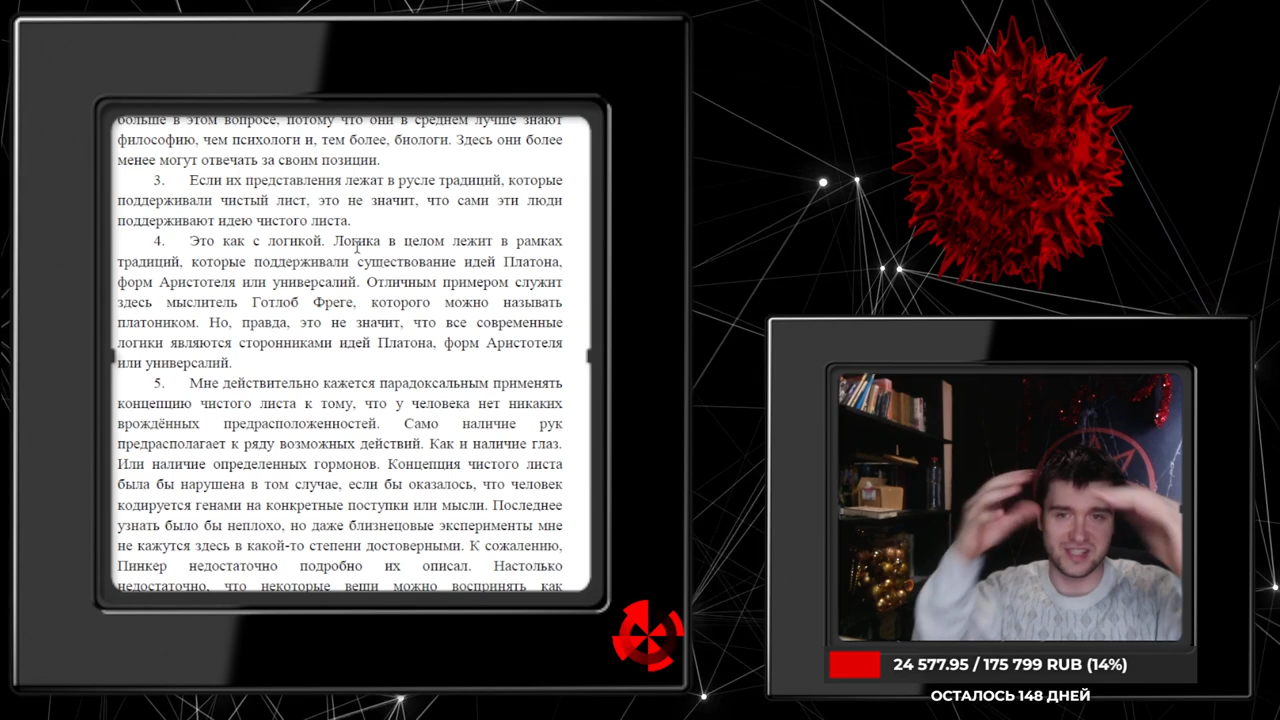 больше в этом вопросе, потому что они в среднем лучше знают
философию, чем психологи и, тем более, биологи. Здесь они более
менее могут отвечать за своим позиции.
3. Если их представления лежат в русле традиций, которые
поддерживали чистый лист, это не значит, что сами эти люди
поддерживают идею чистого листа.
4. Это как с логикой. Логика в целом лежит в рамках
традиций, которые поддерживали существование идей Платона,
форм Аристотеля или универсалий. Отличным примером служит
здесь мыслитель Готлоб Фреге, которого можно называть
платоником. Но, правда, это не значит, что все современные
логики являются сторонниками идей Платона, форм Аристотеля
или универсалий.
5. Мне действительно кажется парадоксальным применять
концепцию чистого листа к тому, что у человека нет никаких
врождённых предрасположенностей. Само наличие рук
предрасполагает к ряду возможных действий. Как и наличие глаз.
Или наличие определенных гормонов. Концепция чистого листа
была бы нарушена в том случае, если бы оказалось, что человек
кодируется генами на конкретные поступки или мысли. Последнее
узнать было бы неплохо, но даже близнецовые эксперименты мне
не кажутся здесь в какой-то степени достоверными. К сожалению,
Пинкер недостаточно подробно их описал. Настолько
недостаточно, что некоторые вещи можно воспринять как
24 577.95 / 175 799 RUB (14%)
ОСТАЛОСЬ 148 ДНЕЙ